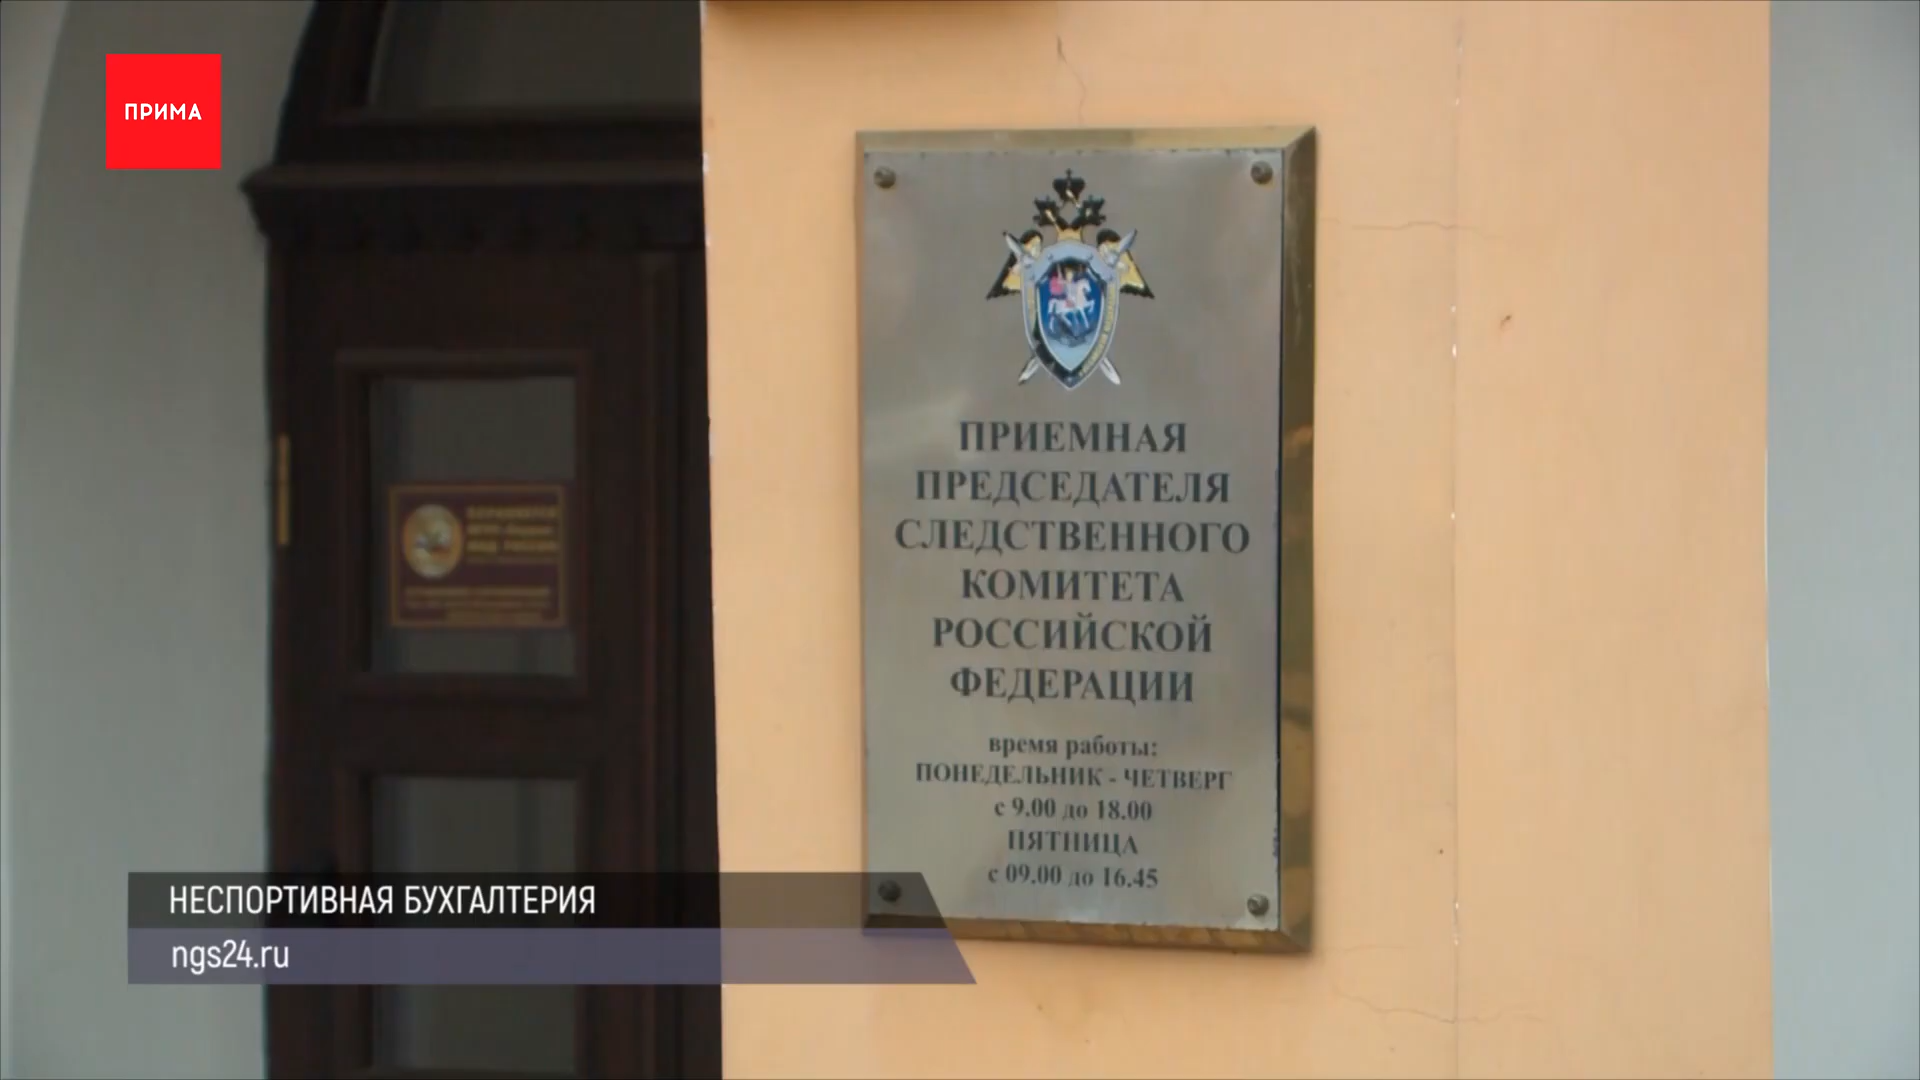 ПРИМА
ПРИЕМНАЯ
ПРЕДСЕДАТЕЛЯ
СЛЕДСТВЕННОГО
КОМИТЕТА
РОССИЙСКОЙ
ФЕДЕРАЦИИ
время работы:
ПОНЕДЕЛЬНИК - ЧЕТВЕРГ
с 9.00 до 18.00
ПЯТНИЦА
с 09.00 до 16.45
НЕСПОРТИВНАЯ БУХГАЛТЕРИЯ
ngs24.ru